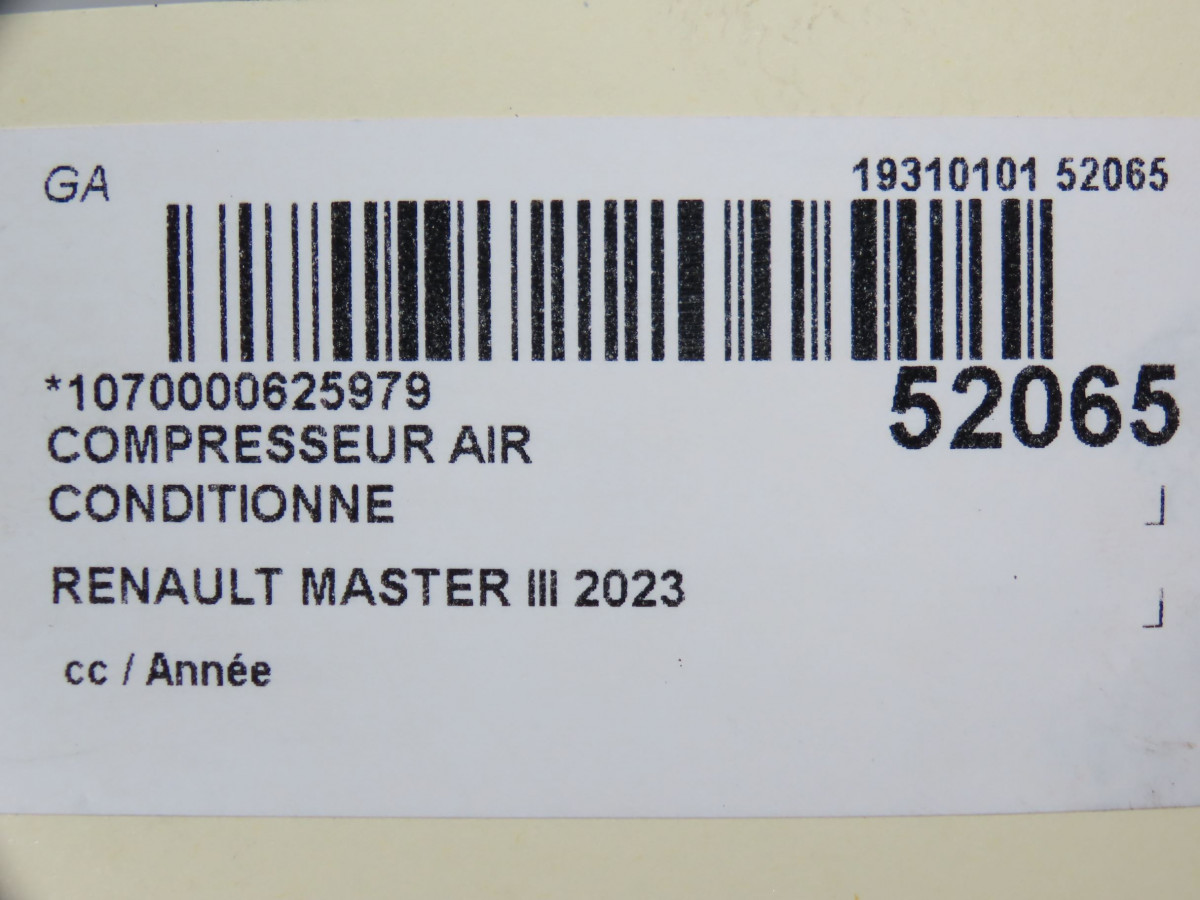 GA
19310101 52065
*1070000625979
52065
COMPRESSEUR AIR
CONDITIONNE
RENAULT MASTER III 2023
cc / Année